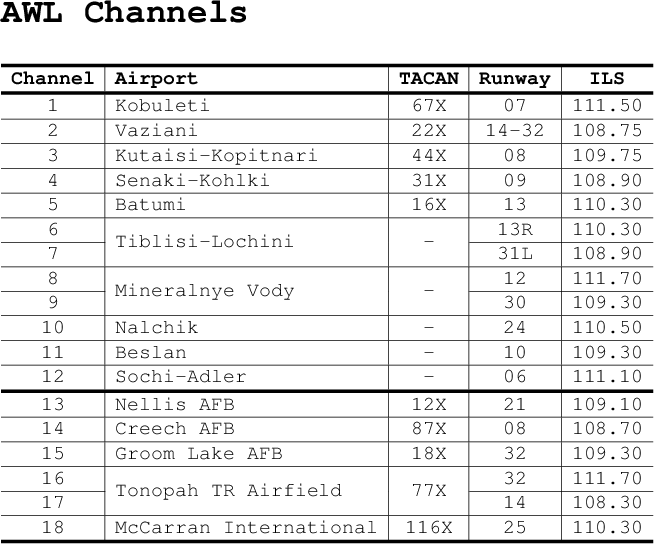 AWL Channels
Channel Airport TACAN Runway ILS
1 Kobuleti 67X 07 111.50
2 Vaziani 22X 14-32 108.75
3 Kutaisi-Kopitnari 44X 08 109.75
4 Senaki-Kohlki 31X 09 108.90
5 Batumi 16X 13 110.30
6 Tiblisi-Lochini - 13R 110.30
7 31L 108.90
8 Mineralnye Vody - 12 111.70
9 30 109.30
10 Nalchik - 24 110.50
11 Beslan - 10 109.30
12 Sochi-Adler - 06 111.10
13 Nellis AFB 12X 21 109.10
14 Creech AFB 87X 08 108.70
15 Groom Lake AFB 18X 32 109.30
16 Tonopah TR Airfield 77X 32 111.70
17 14 108.30
18 McCarran International 116X 25 110.30